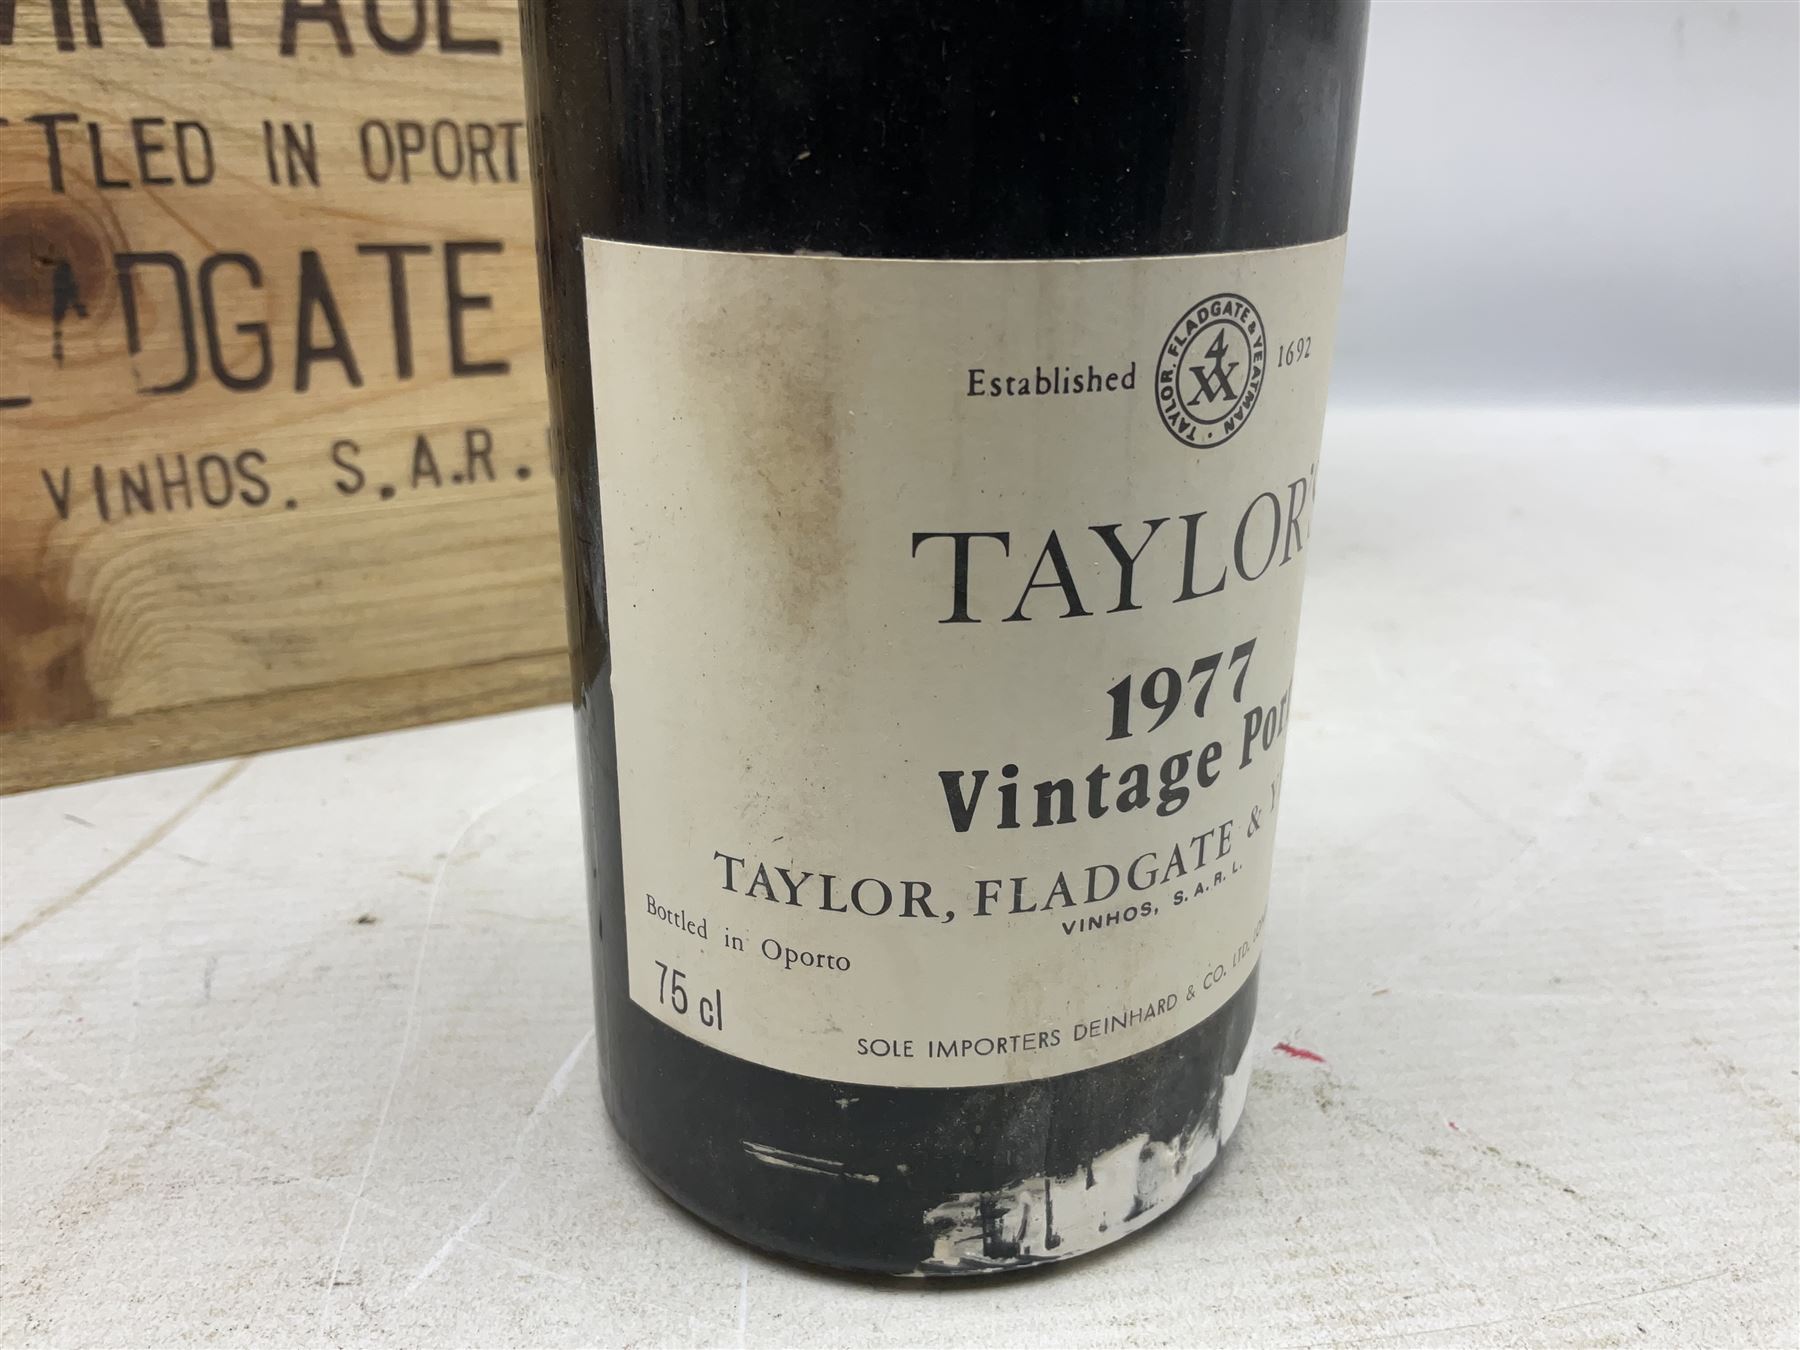 TLED IN OPORT
ADGATE
VINHOS. S.A.R.
Established 1692
TAYLOR. FLADGATE & YEATMAN
4
XX
TAYLOR'S
1977
Vintage Port
TAYLOR, FLADGATE & Y
VINHOS, S.A.R.L.
Bottled in Oporto
75 cl
SOLE IMPORTERS DEINHARD & CO. LTD.